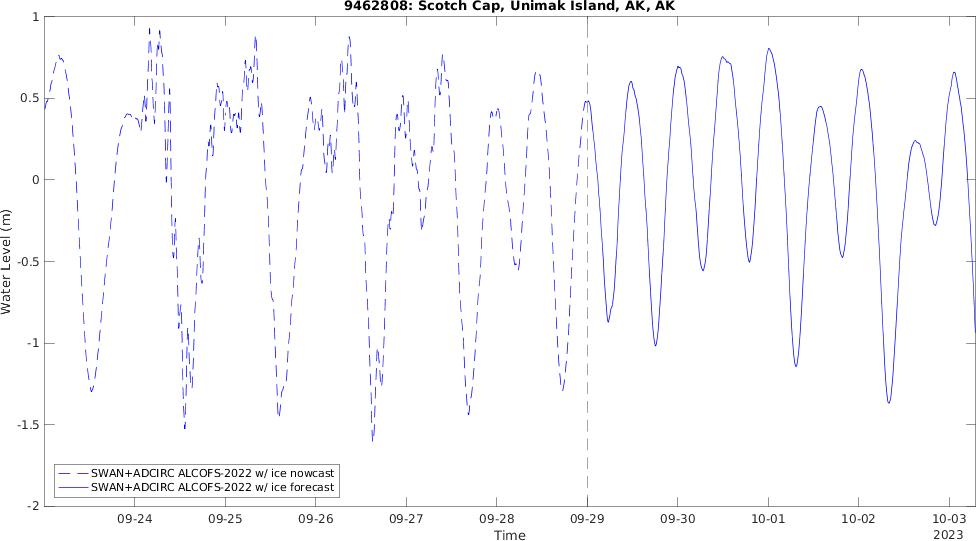 9462808: Scotch Cap, Unimak Island, AK, AK
1
0.5
0
-0.5
-1
-1.5
-2
Water Level (m)
SWAN+ADCIRC ALCOFS-2022 w/ ice nowcast
SWAN+ADCIRC ALCOFS-2022 w/ ice forecast
09-24 09-25 09-26 09-27 09-28 09-29 09-30 10-01 10-02 10-03
Time 2023